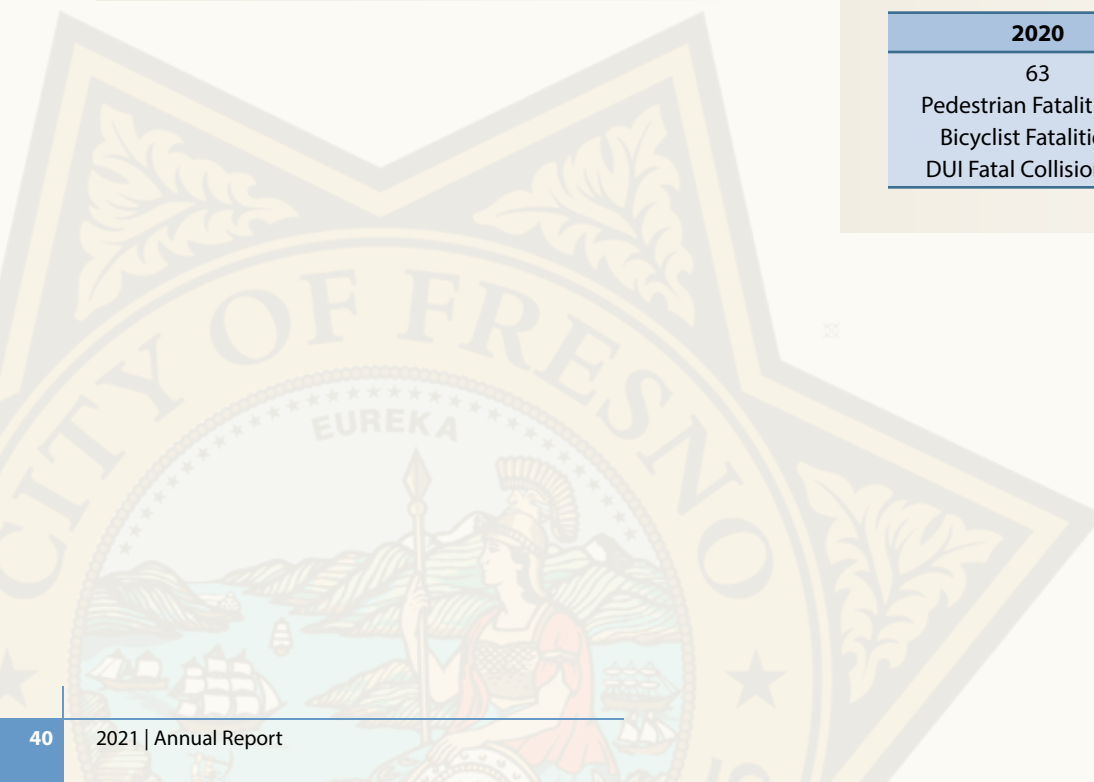 2020
63
Pedestrian Fatalit
Bicyclist Fataliti
DUI Fatal Collisio
CITY OF FRESNO
EUREKA
40 2021 | Annual Report